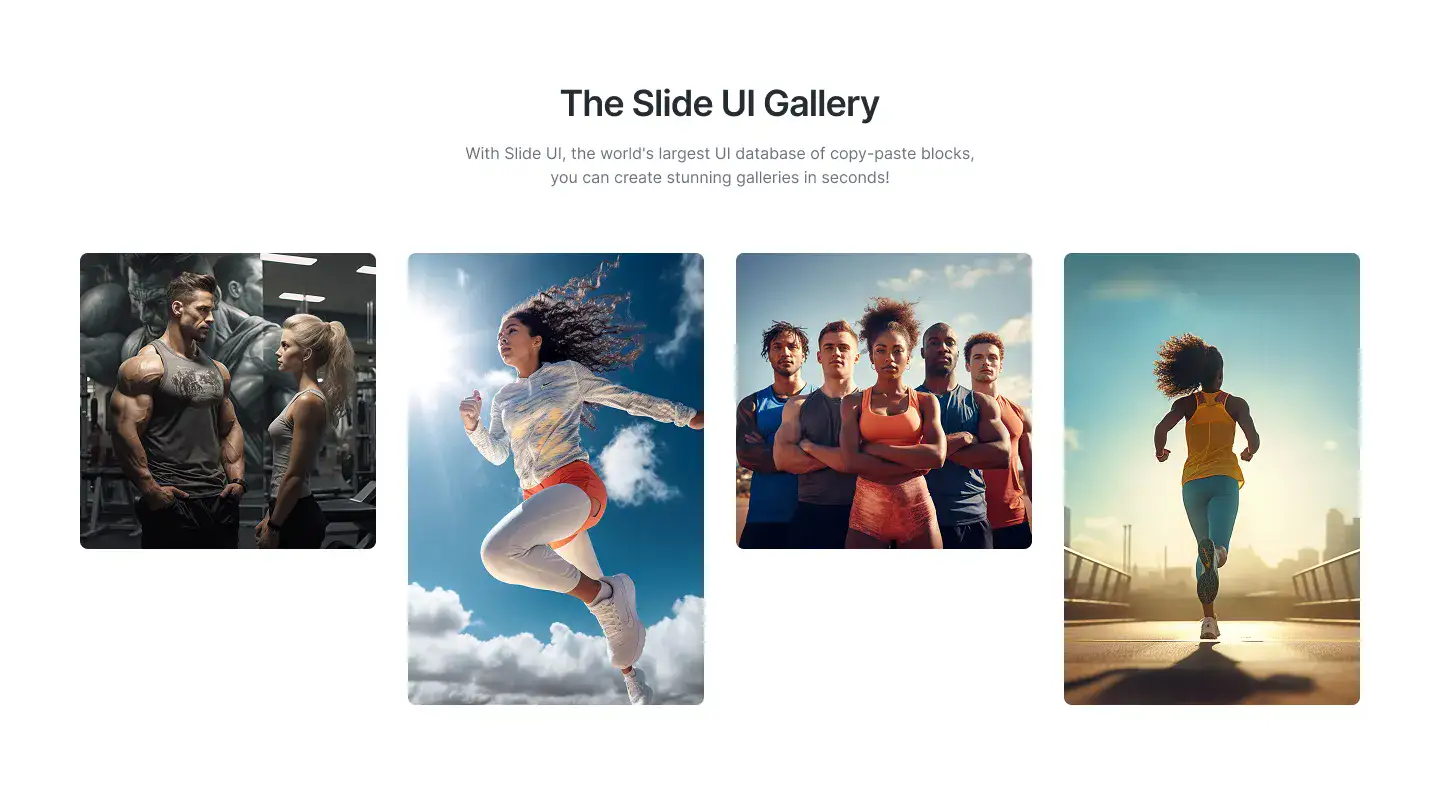 The Slide UI Gallery
With Slide UI, the world's largest UI database of copy-paste blocks,
you can create stunning galleries in seconds!